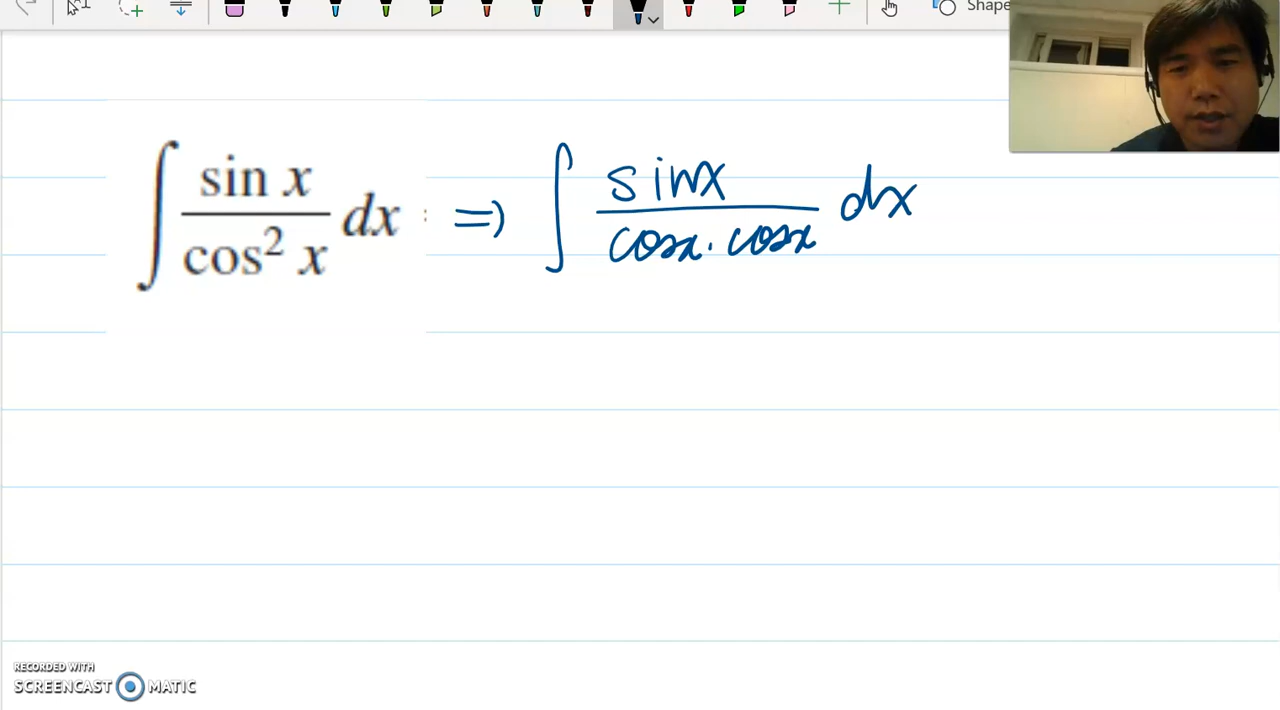 Shape
∫ sin x / cos² x dx ⇒ ∫ sinx / cosx · cosx dx
RECORDED WITH
SCREENCAST MATIC